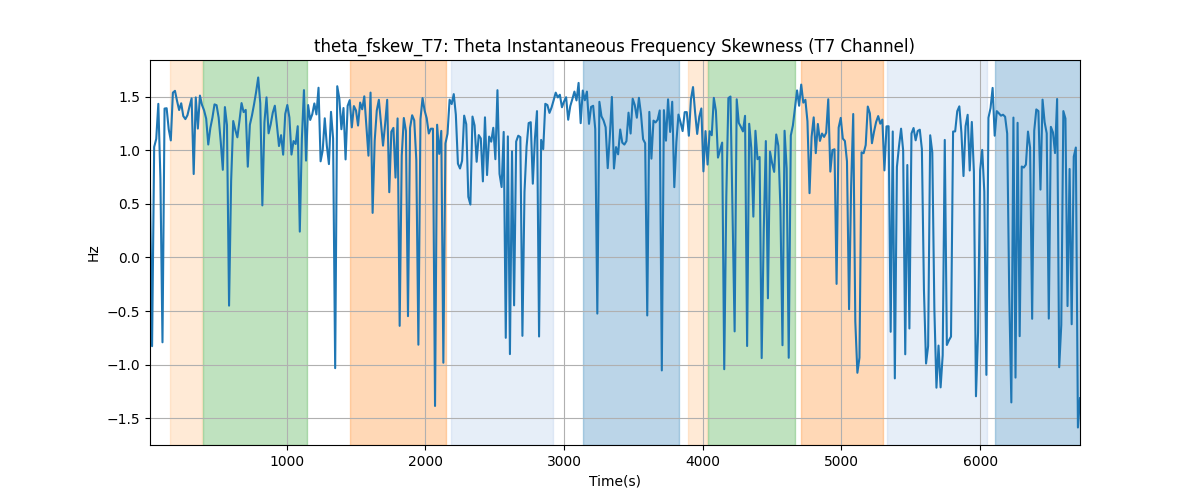 theta_fskew_T7: Theta Instantaneous Frequency Skewness (T7 Channel)
1.5
1.0
0.5
0.0
−0.5
−1.0
−1.5
Hz
1000 2000 3000 4000 5000 6000
Time(s)